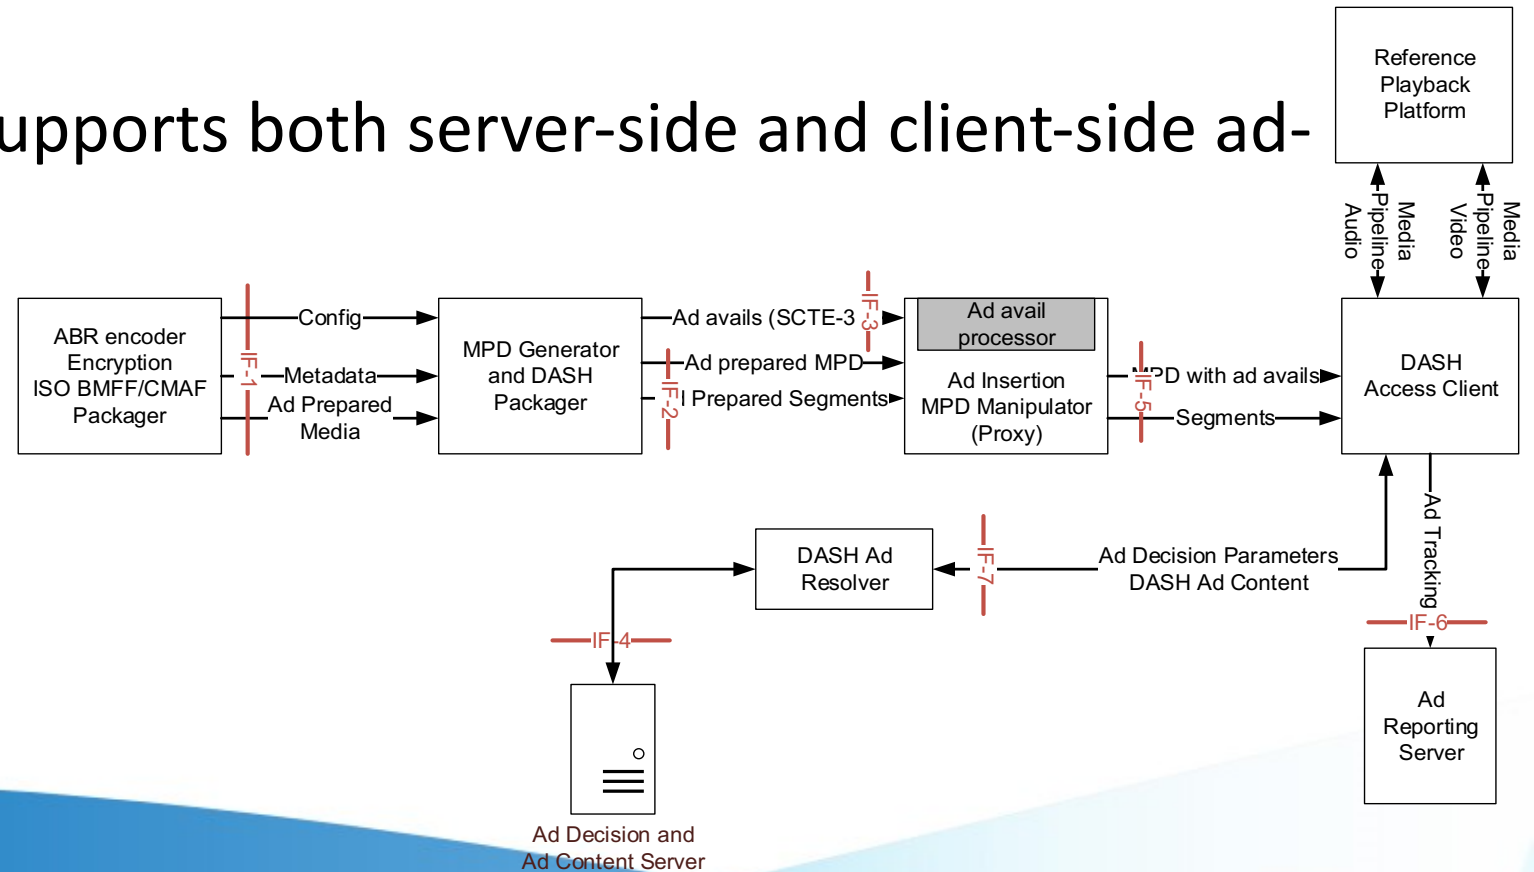 upports both server-side and client-side ad-
Reference
Playback
Platform
Media
Pipeline
Audio
Media
Pipeline
Video
ABR encoder
Encryption
ISO BMFF/CMAF
Packager
IF-1
Config
Metadata
Ad Prepared
Media
MPD Generator
and DASH
Packager
Ad avails (SCTE-3
IF-3
Ad prepared MPD
IF-2
Prepared Segments
Ad avail
processor
Ad Insertion
MPD Manipulator
(Proxy)
IF-5
MPD with ad avails
Segments
DASH
Access Client
DASH Ad
Resolver
IF-7
Ad Decision Parameters
DASH Ad Content
Ad Tracking
IF-6
IF-4
Ad
Reporting
Server
Ad Decision and
Ad Content Server